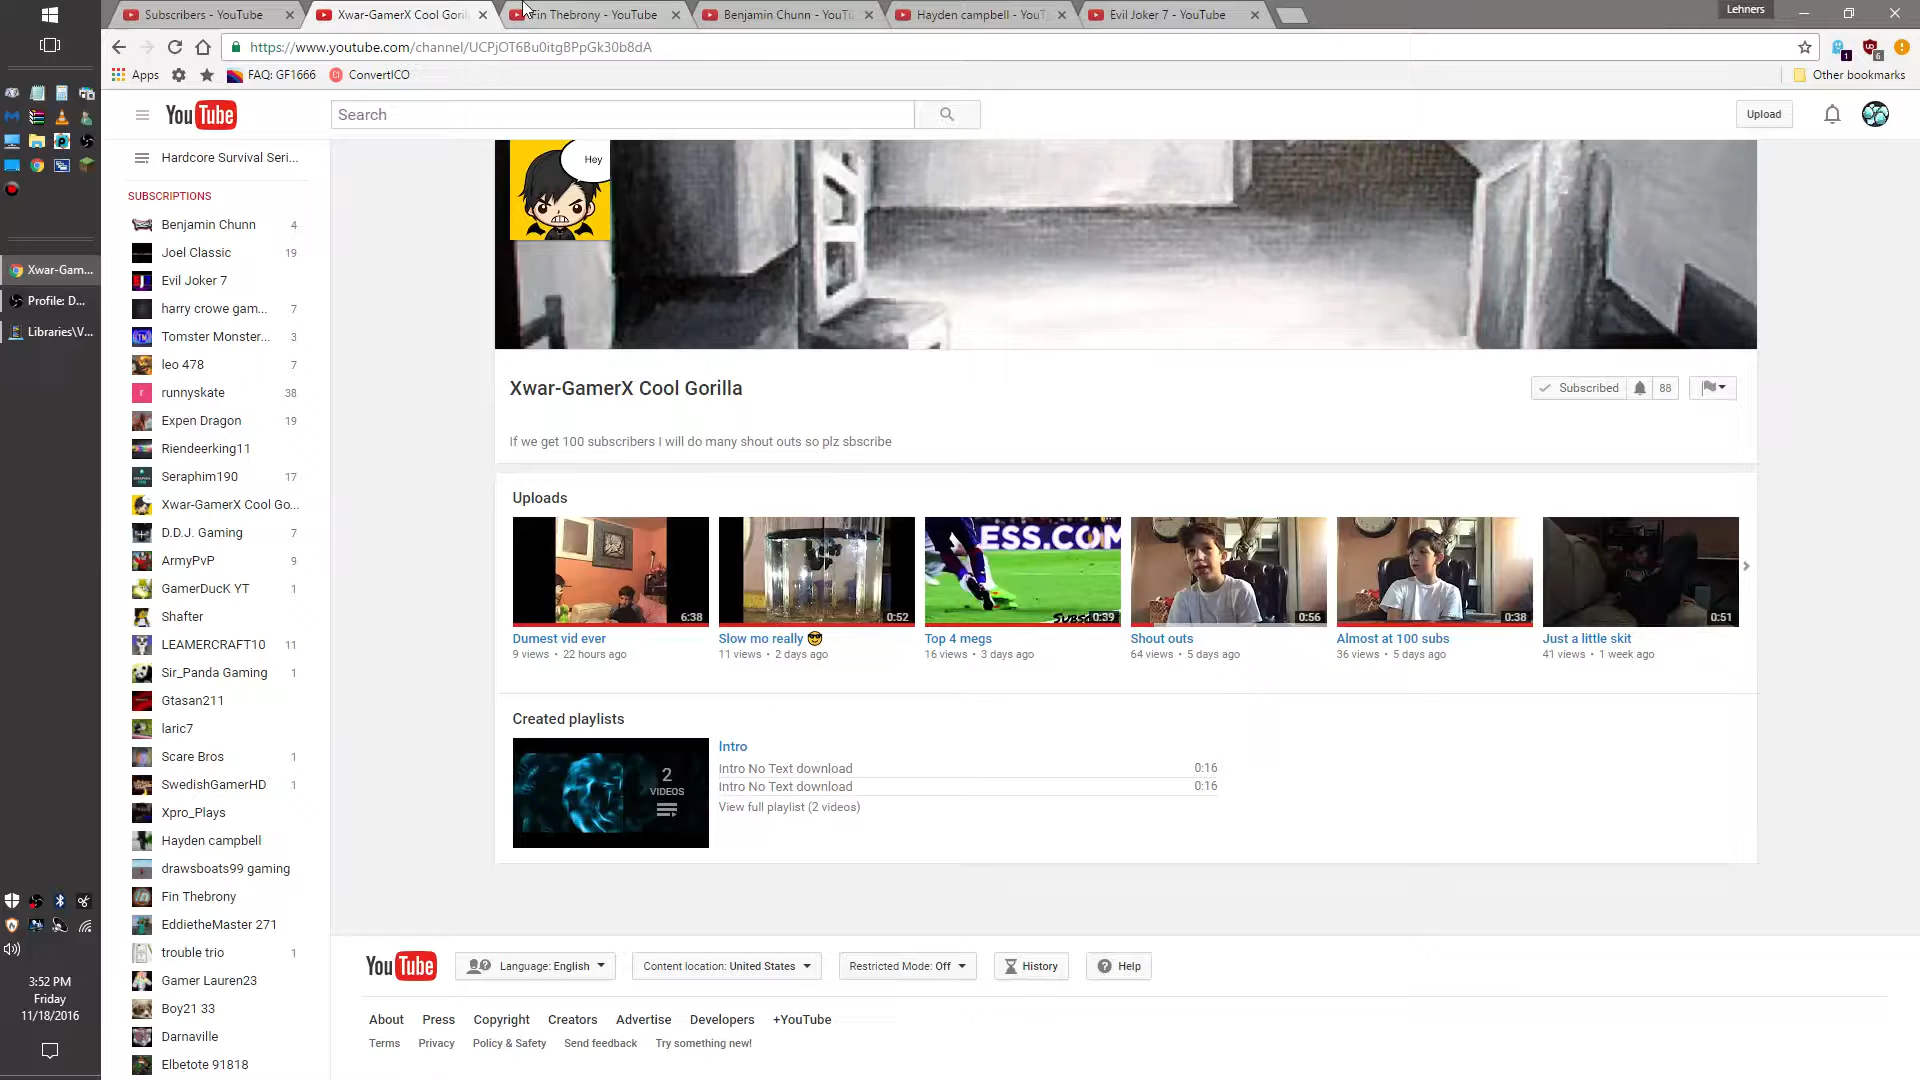 Subscribers - YouTube
Xwar-GamerX Cool Goril
Fin Thebrony - YouTube
Benjamin Chunn - YouTu
Hayden campbell - YouT
Evil Joker 7 - YouTube
Lehners
https://www.youtube.com/channel/UCPjOT6Bu0itgBPpGk30b8dA
1
6
Apps
FAQ: GF1666
ConvertICO
Other bookmarks
YouTube
Search
Upload
Hardcore Survival Seri...
SUBSCRIPTIONS
Benjamin Chunn 4
Joel Classic 19
Evil Joker 7
harry crowe gam... 7
Tomster Monster... 3
leo 478 7
runnyskate 38
Expen Dragon 19
Riendeerking11
Seraphim190 17
Xwar-GamerX Cool Go...
D.D.J. Gaming 7
ArmyPvP 9
GamerDucK YT 1
Shafter
LEAMERCRAFT10 11
Sir_Panda Gaming 1
Gtasan211
laric7
Scare Bros 1
SwedishGamerHD 1
Xpro_Plays
Hayden campbell
drawsboats99 gaming
Fin Thebrony
EddietheMaster 271
trouble trio 1
Gamer Lauren23
Boy21 33
Darnaville
Elbetote 91818
Xwar-Gam...
Profile: D...
Libraries\V...
3:52 PM
Friday
11/18/2016
Hey
Xwar-GamerX Cool Gorilla
Subscribed 88
If we get 100 subscribers I will do many shout outs so plz sbscribe
Uploads
6:38
0:52
ESS.COM
0:39
0:56
0:38
0:51
Dumest vid ever
9 views • 22 hours ago
Slow mo really 😎
11 views • 2 days ago
Top 4 megs
16 views • 3 days ago
Shout outs
64 views • 5 days ago
Almost at 100 subs
36 views • 5 days ago
Just a little skit
41 views • 1 week ago
Created playlists
2
VIDEOS
Intro
Intro No Text download 0:16
Intro No Text download 0:16
View full playlist (2 videos)
YouTube
Language: English
Content location: United States
Restricted Mode: Off
History
Help
About Press Copyright Creators Advertise Developers +YouTube
Terms Privacy Policy & Safety Send feedback Try something new!